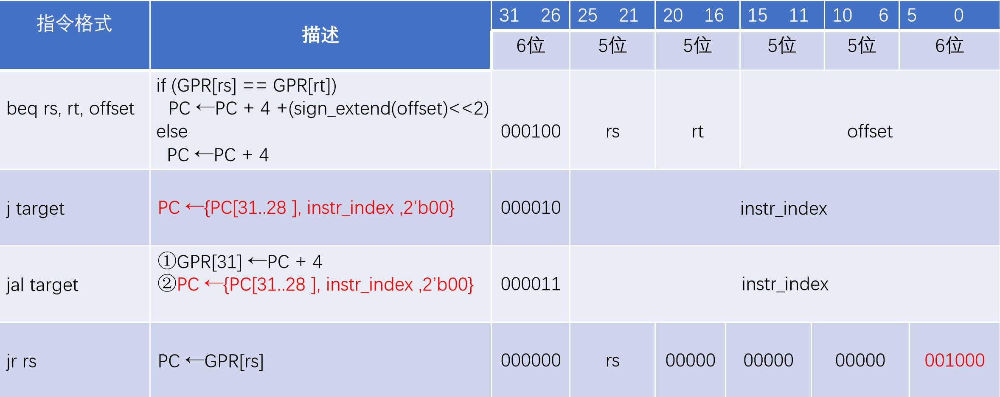 指令格式 描述 31 26 25 21 20 16 15 11 10 6 5 0
6位 5位 5位 5位 5位 6位
beq rs, rt, offset
if (GPR[rs] == GPR[rt])
PC ←PC + 4 +(sign_extend(offset)<<2)
else
PC ←PC + 4
000100 rs rt offset
j target PC ←{PC[31..28 ], instr_index ,2’b00} 000010 instr_index
jal target
①GPR[31] ←PC + 4
②PC ←{PC[31..28 ], instr_index ,2’b00}
000011 instr_index
jr rs PC ←GPR[rs] 000000 rs 00000 00000 00000 001000